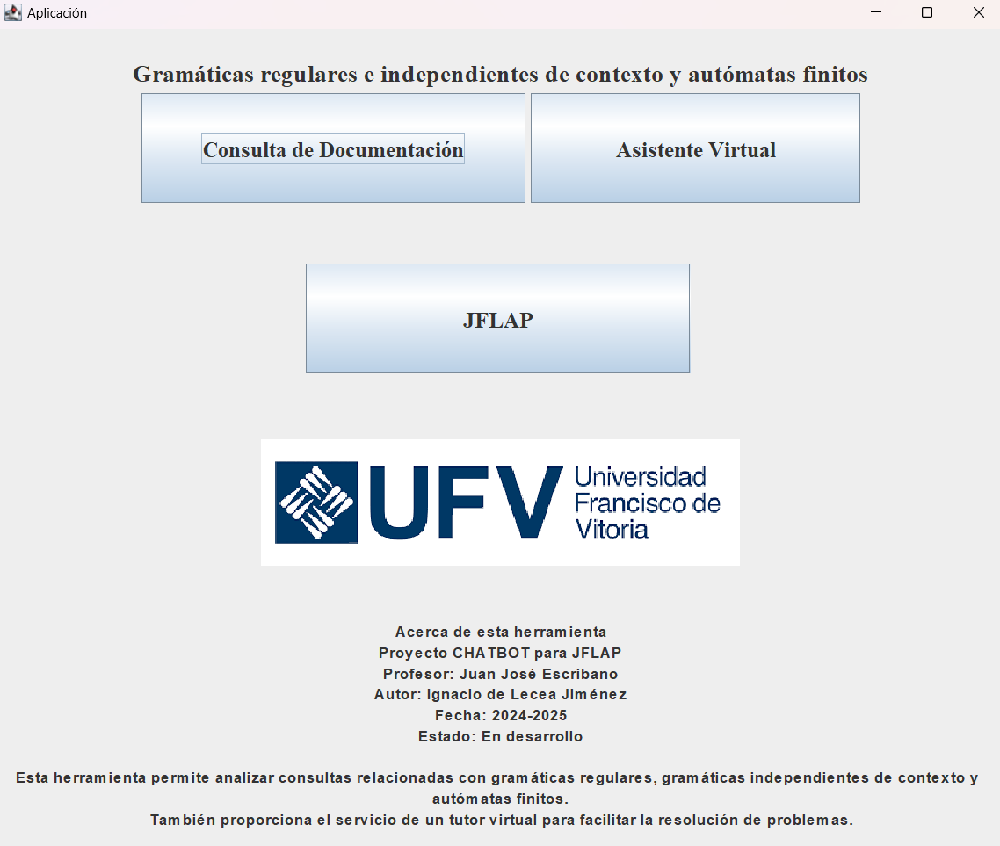 Aplicación
Gramáticas regulares e independientes de contexto y autómatas finitos
Consulta de Documentación
Asistente Virtual
JFLAP
UFV
Universidad
Francisco de
Vitoria
Acerca de esta herramienta
Proyecto CHATBOT para JFLAP
Profesor: Juan José Escribano
Autor: Ignacio de Lecea Jiménez
Fecha: 2024-2025
Estado: En desarrollo
Esta herramienta permite analizar consultas relacionadas con gramáticas regulares, gramáticas independientes de contexto y
autómatas finitos.
También proporciona el servicio de un tutor virtual para facilitar la resolución de problemas.